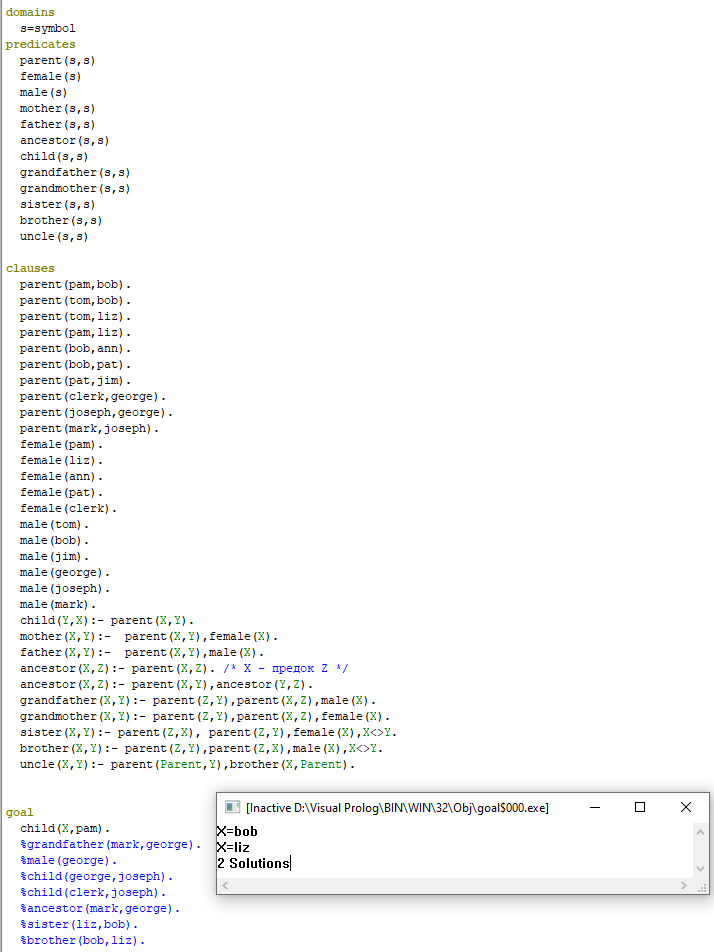 domains
s=symbol
predicates
parent(s,s)
female(s)
male(s)
mother(s,s)
father(s,s)
ancestor(s,s)
child(s,s)
grandfather(s,s)
grandmother(s,s)
sister(s,s)
brother(s,s)
uncle(s,s)
clauses
parent(pam,bob).
parent(tom,bob).
parent(tom,liz).
parent(pam,liz).
parent(bob,ann).
parent(bob,pat).
parent(pat,jim).
parent(clerk,george).
parent(joseph,george).
parent(mark,joseph).
female(pam).
female(liz).
female(ann).
female(pat).
female(clerk).
male(tom).
male(bob).
male(jim).
male(george).
male(joseph).
male(mark).
child(Y,X):- parent(X,Y).
mother(X,Y):-  parent(X,Y),female(X).
father(X,Y):-  parent(X,Y),male(X).
ancestor(X,Z):- parent(X,Z). /* X - предок Z */
ancestor(X,Z):- parent(X,Y),ancestor(Y,Z).
grandfather(X,Y):- parent(Z,Y),parent(X,Z),male(X).
grandmother(X,Y):- parent(Z,Y),parent(X,Z),female(X).
sister(X,Y):- parent(Z,X), parent(Z,Y),female(X),X<>Y.
brother(X,Y):- parent(Z,Y),parent(Z,X),male(X),X<>Y.
uncle(X,Y):- parent(Parent,Y),brother(X,Parent).
goal
child(X,pam).
%grandfather(mark,george).
%male(george).
%child(george,joseph).
%child(clerk,joseph).
%ancestor(mark,george).
%sister(liz,bob).
%brother(bob,liz).
[Inactive D:\Visual Prolog\BIN\WIN\32\Obj\goal$000.exe]
X=bob
X=liz
2 Solutions